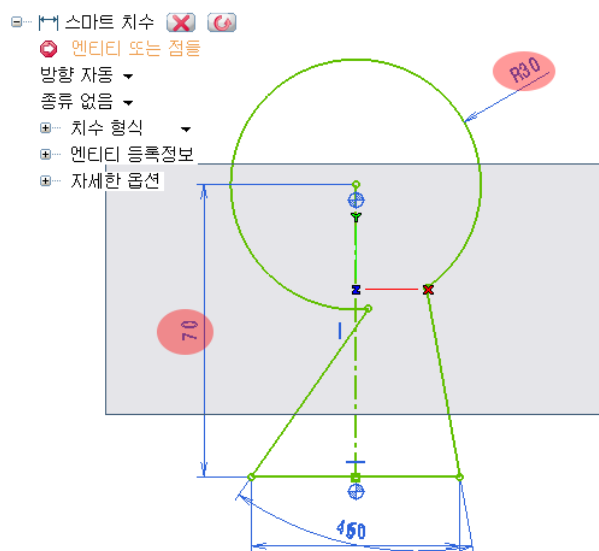 스마트 치수
엔티티 또는 점들
방향 자동
종류 없음
치수 형식
엔티티 등록정보
자세한 옵션
R30
Y
Z
X
70